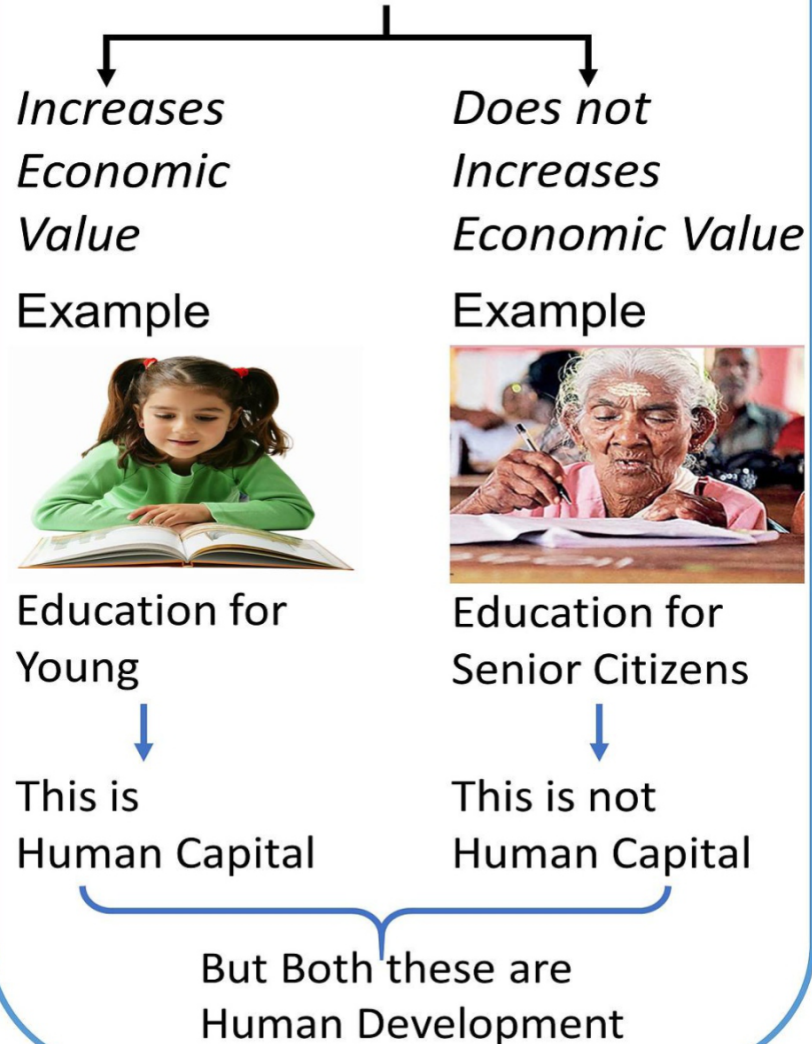 Increases
Economic
Value
Example
Education for
Young
This is
Human Capital
Does not
Increases
Economic Value
Example
Education for
Senior Citizens
This is not
Human Capital
But Both these are
Human Development